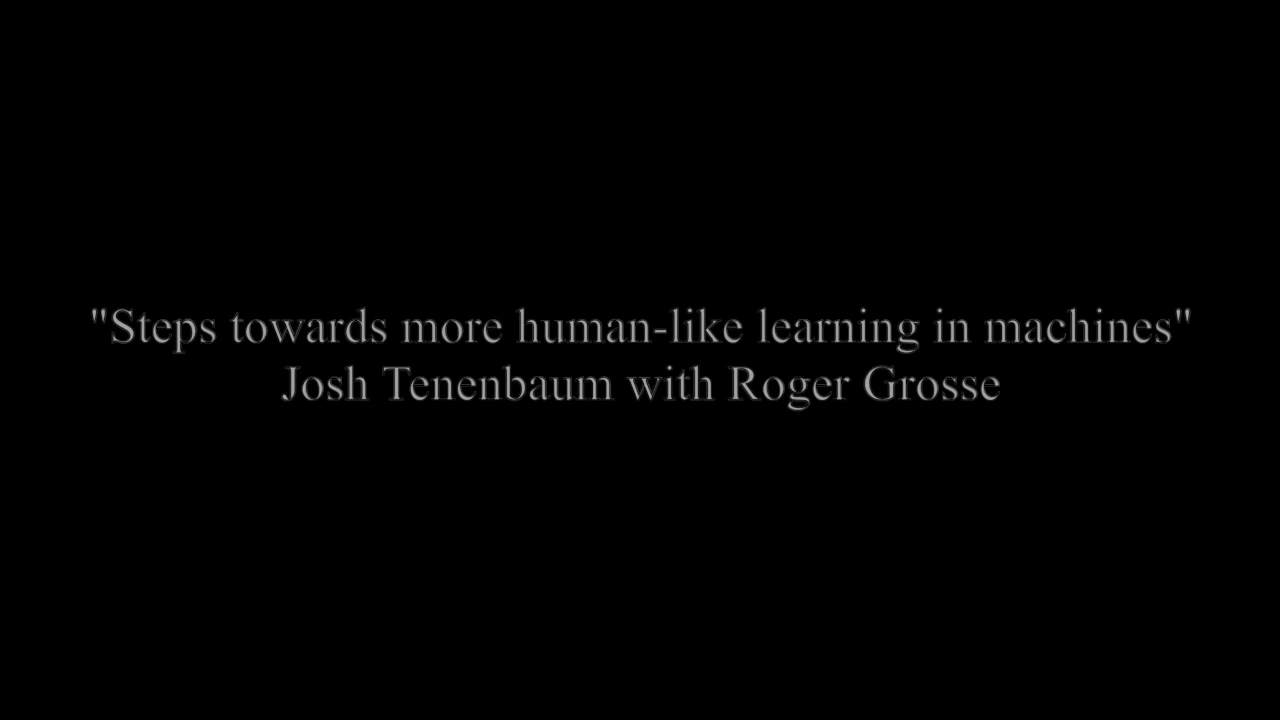 "Steps towards more human-like learning in machines"
Josh Tenenbaum with Roger Grosse